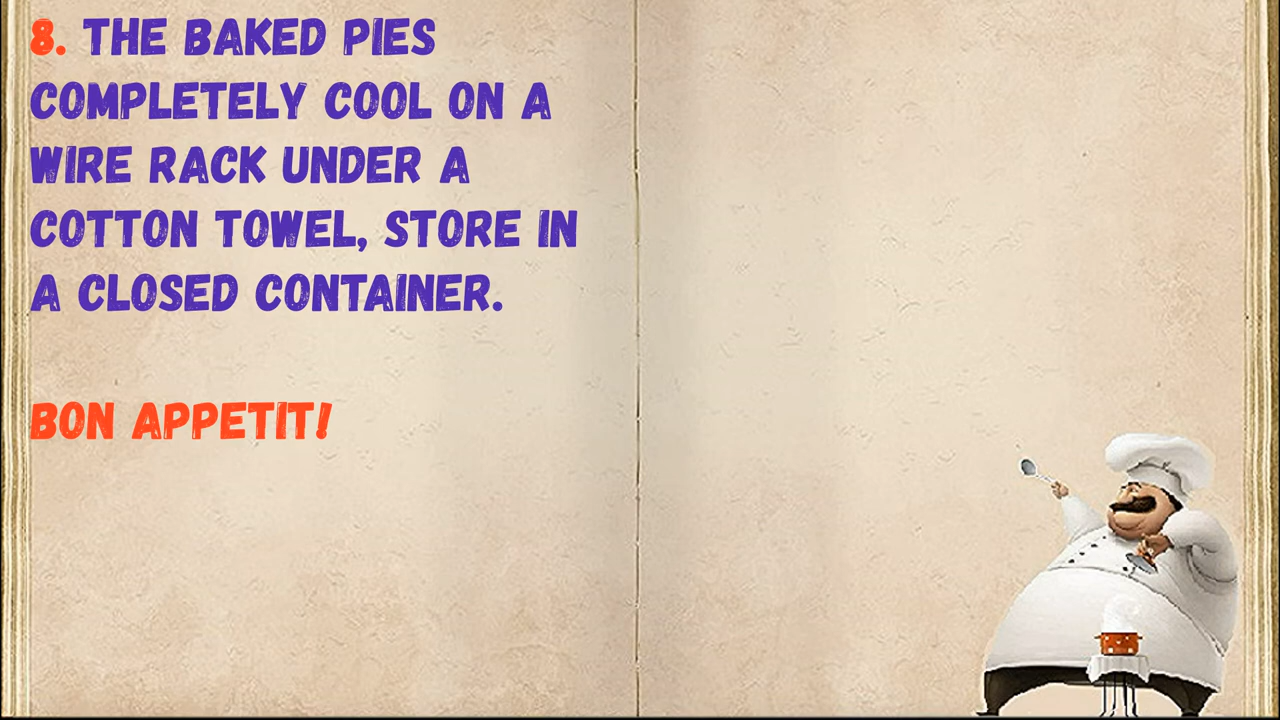 8. THE BAKED PIES
COMPLETELY COOL ON A
WIRE RACK UNDER A
COTTON TOWEL, STORE IN
A CLOSED CONTAINER.
BON APPETIT!